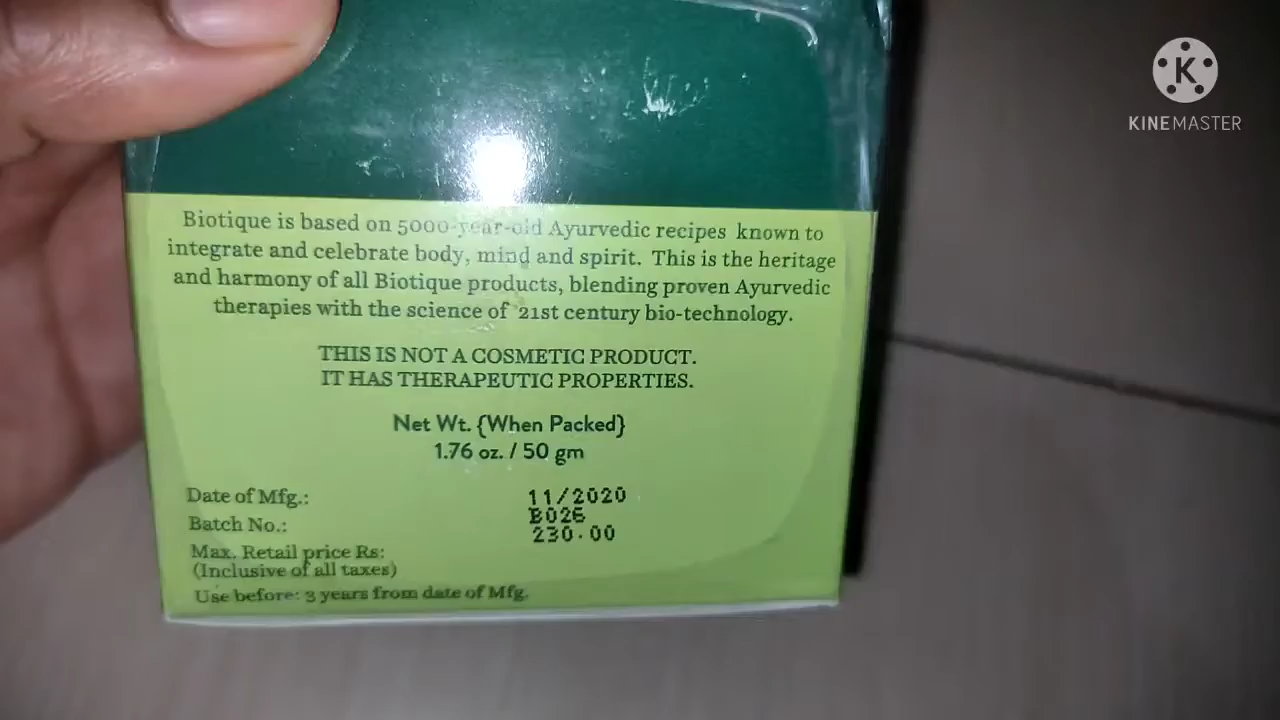 KINEMASTER
Biotique is based on 5000-year-old Ayurvedic recipes known to
integrate and celebrate body, mind and spirit. This is the heritage
and harmony of all Biotique products, blending proven Ayurvedic
therapies with the science of 21st century bio-technology.
THIS IS NOT A COSMETIC PRODUCT.
IT HAS THERAPEUTIC PROPERTIES.
Net Wt. {When Packed}
1.76 oz. / 50 gm
Date of Mfg.: 11/2020
Batch No.: B026
Max. Retail price Rs: 230.00
(Inclusive of all taxes)
Use before: 3 years from date of Mfg.